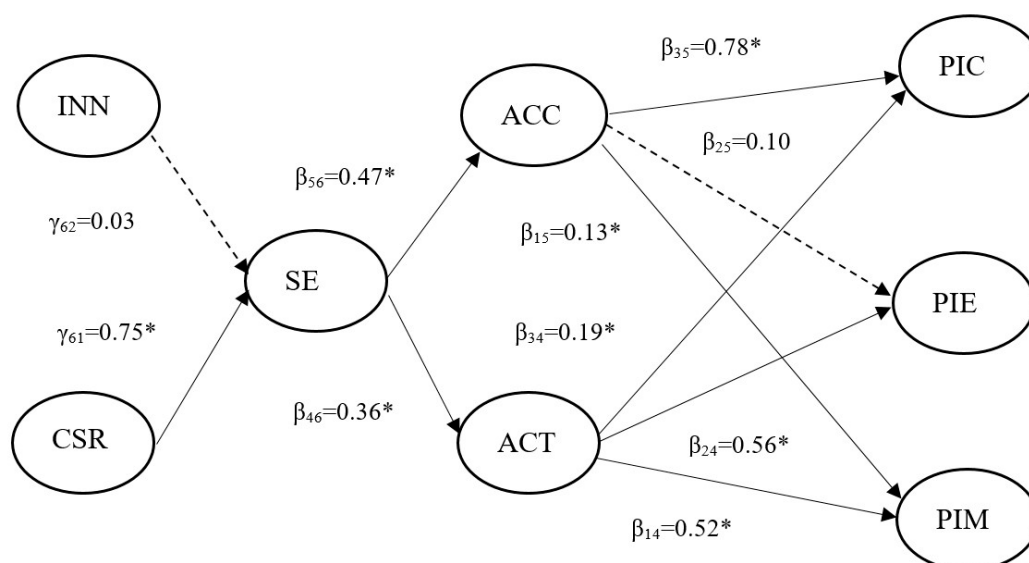 β₃₅=0.78*
PIC
INN
ACC
β₂₅=0.10
β₅₆=0.47*
γ₆₂=0.03
β₁₅=0.13*
SE
PIE
γ₆₁=0.75*
β₃₄=0.19*
β₄₆=0.36*
CSR
ACT
β₂₄=0.56*
β₁₄=0.52*
PIM